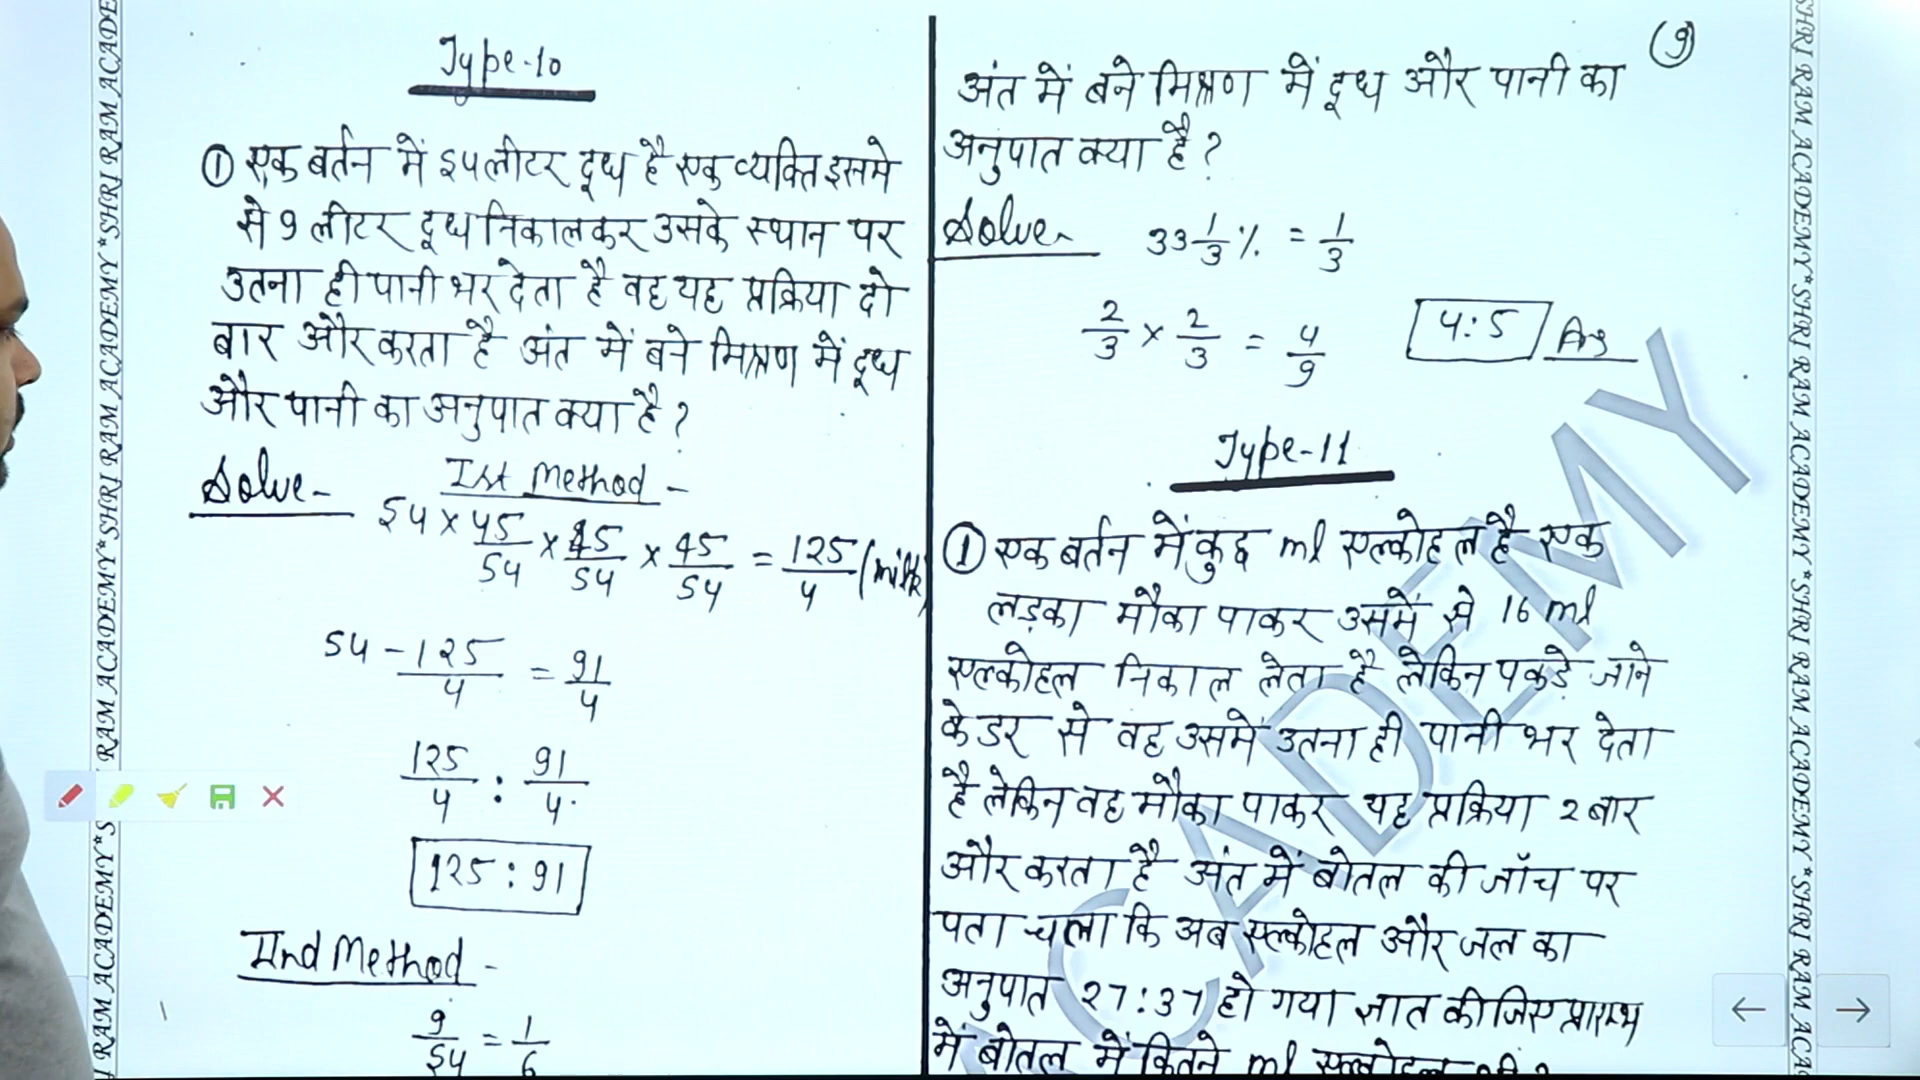 Type-10
① एक बर्तन में 54 लीटर दूध है एक व्यक्ति इसमे
से 9 लीटर दूध निकालकर उसके स्थान पर
उतना ही पानी भर देता है वह यह प्रक्रिया दो
बार और करता है अंत में बने मिश्रण में दूध
और पानी का अनुपात क्या है ?
Solve- Ist Method -
54 × 45/54 × 45/54 × 45/54 = 125/4 (milk
54 - 125/4 = 91/4
125/4 : 91/4.
125 : 91
IInd Method -
9/54 = 1/6
(9)
अंत में बने मिश्रण में दूध और पानी का
अनुपात क्या है ?
Solve- 33 1/3 % = 1/3
2/3 × 2/3 = 4/9 4:5 Ans
Type-11
① एक बर्तन में कुछ ml एल्कोहल है एक
लड़का मौका पाकर उसमें से 16 ml
एल्कोहल निकाल लेता है लेकिन पकड़े जाने
के डर से वह उसमें उतना ही पानी भर देता
है लेकिन वह मौका पाकर यह प्रक्रिया 2 बार
और करता है अंत में बोतल की जाँच पर
पता चला कि अब एल्कोहल और जल का
अनुपात 27:37 हो गया ज्ञात कीजिए प्रारम्भ
में बोतल में कितने ml एल्कोहल थी ?
SHRI RAM ACADEMY*SHRI RAM ACADEMY*SHRI RAM ACADEMY
ACADEMY